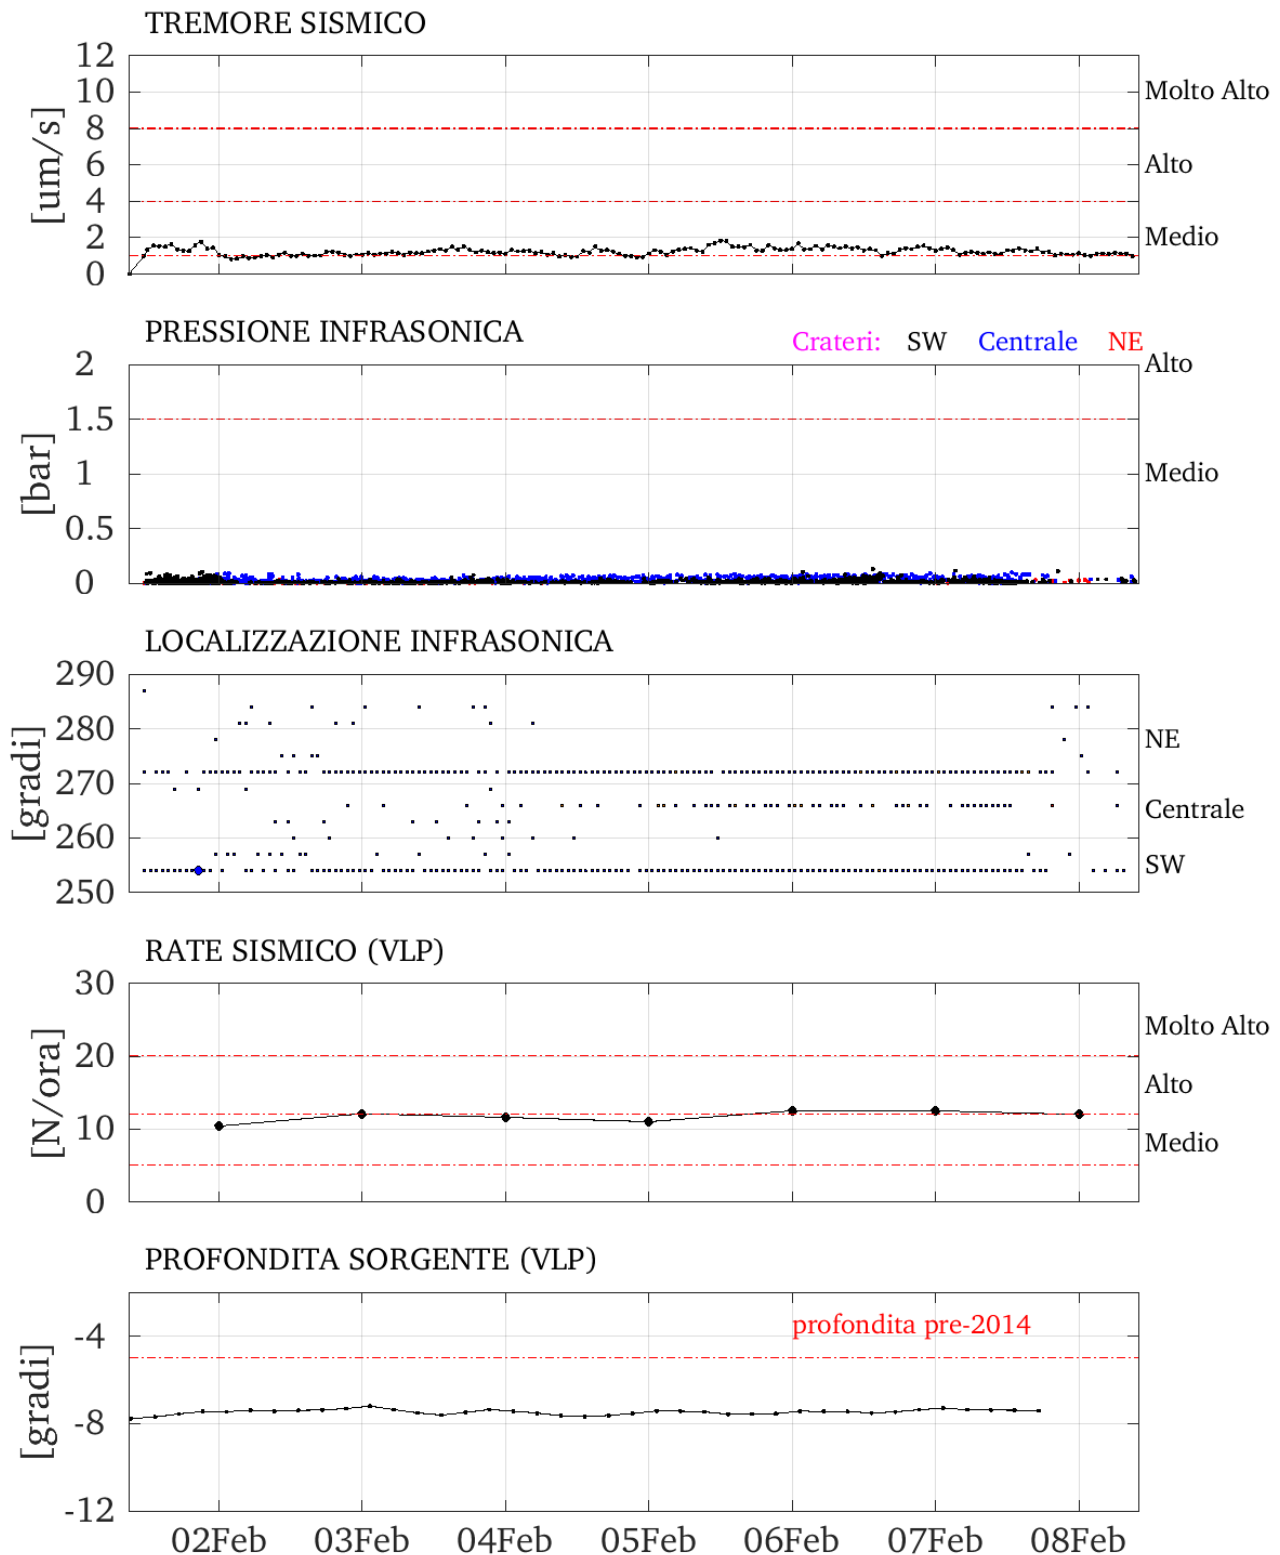 TREMORE SISMICO
12
10
8
6
4
2
0
[um/s]
Molto Alto
Alto
Medio
PRESSIONE INFRASONICA
Crateri: SW Centrale NE
2
1.5
1
0.5
0
[bar]
Alto
Medio
LOCALIZZAZIONE INFRASONICA
290
280
270
260
250
[gradi]
NE
Centrale
SW
RATE SISMICO (VLP)
30
20
10
0
[N/ora]
Molto Alto
Alto
Medio
PROFONDITA SORGENTE (VLP)
profondita pre-2014
-4
-8
-12
[gradi]
02Feb 03Feb 04Feb 05Feb 06Feb 07Feb 08Feb